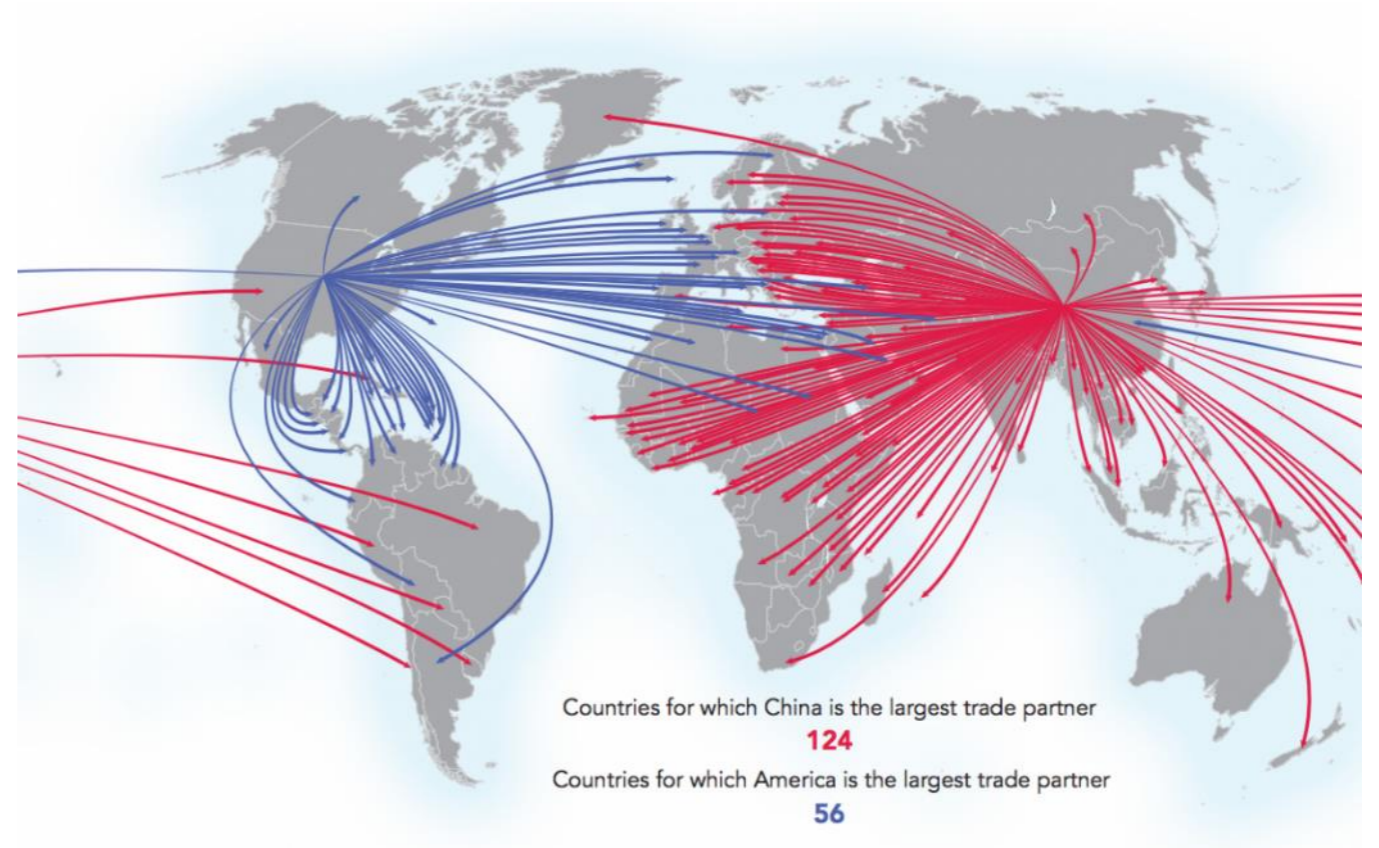 Countries for which China is the largest trade partner
124
Countries for which America is the largest trade partner
56